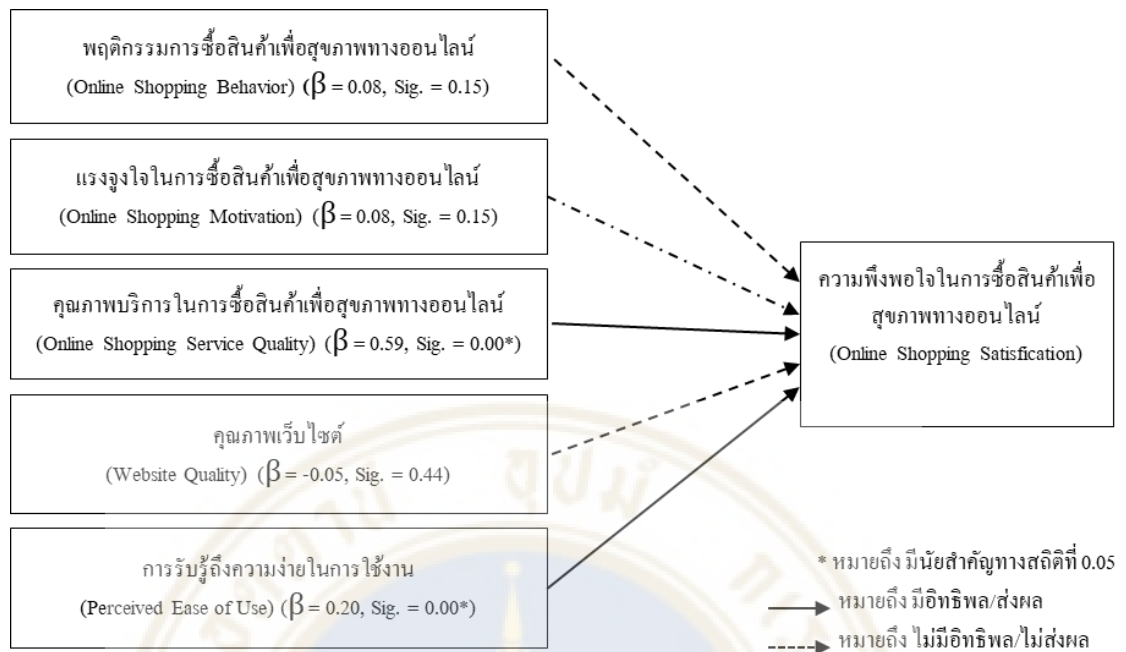 พฤติกรรมการซื้อสินค้าเพื่อสุขภาพทางออนไลน์
(Online Shopping Behavior) (β = 0.08, Sig. = 0.15)
แรงจูงใจในการซื้อสินค้าเพื่อสุขภาพทางออนไลน์
(Online Shopping Motivation) (β = 0.08, Sig. = 0.15)
คุณภาพบริการในการซื้อสินค้าเพื่อสุขภาพทางออนไลน์
(Online Shopping Service Quality) (β = 0.59, Sig. = 0.00*)
คุณภาพเว็บไซต์
(Website Quality) (β = -0.05, Sig. = 0.44)
การรับรู้ถึงความง่ายในการใช้งาน
(Perceived Ease of Use) (β = 0.20, Sig. = 0.00*)
ความพึงพอใจในการซื้อสินค้าเพื่อ
สุขภาพทางออนไลน์
(Online Shopping Satisfication)
* หมายถึง มีนัยสำคัญทางสถิติที่ 0.05
หมายถึง มีอิทธิพล/ส่งผล
หมายถึง ไม่มีอิทธิพล/ไม่ส่งผล